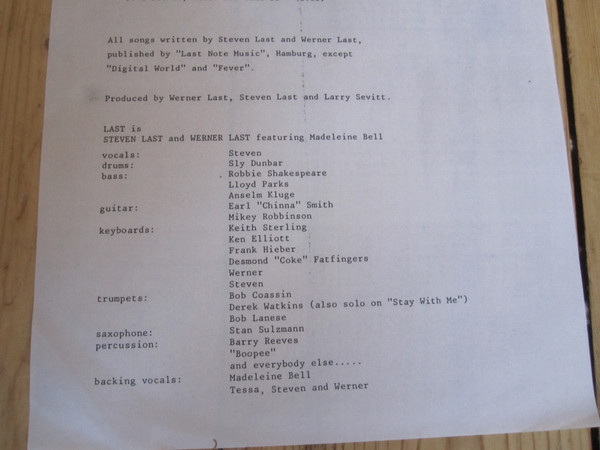 All songs written by Steven Last and Werner Last,
published by "Last Note Music", Hamburg, except
"Digital World" and "Fever".
Produced by Werner Last, Steven Last and Larry Sevitt.
LAST is
STEVEN LAST and WERNER LAST featuring Madeleine Bell
vocals: Steven
drums: Sly Dunbar
bass: Robbie Shakespeare
Lloyd Parks
Anselm Kluge
guitar: Earl "Chinna" Smith
Mikey Robbinson
keyboards: Keith Sterling
Ken Elliott
Frank Hieber
Desmond "Coke" Fatfingers
Werner
Steven
trumpets: Bob Coassin
Derek Watkins (also solo on "Stay With Me")
Bob Lanese
saxophone: Stan Sulzmann
percussion: Barry Reeves
"Boopee"
and everybody else.....
backing vocals: Madeleine Bell
Tessa, Steven and Werner